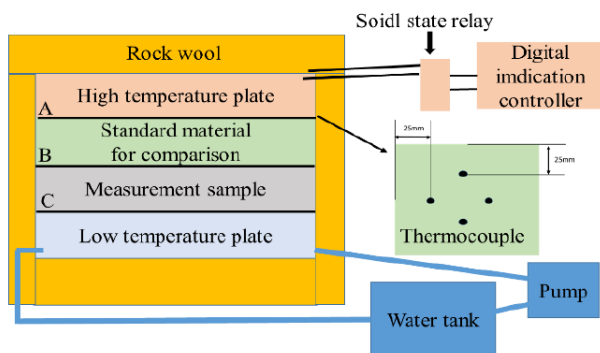 Soidl state relay
Rock wool
Digital
imdication
controller
High temperature plate
A
25mm
Standard material
for comparison
B
25mm
Measurement sample
C
Low temperature plate
Thermocouple
Pump
Water tank